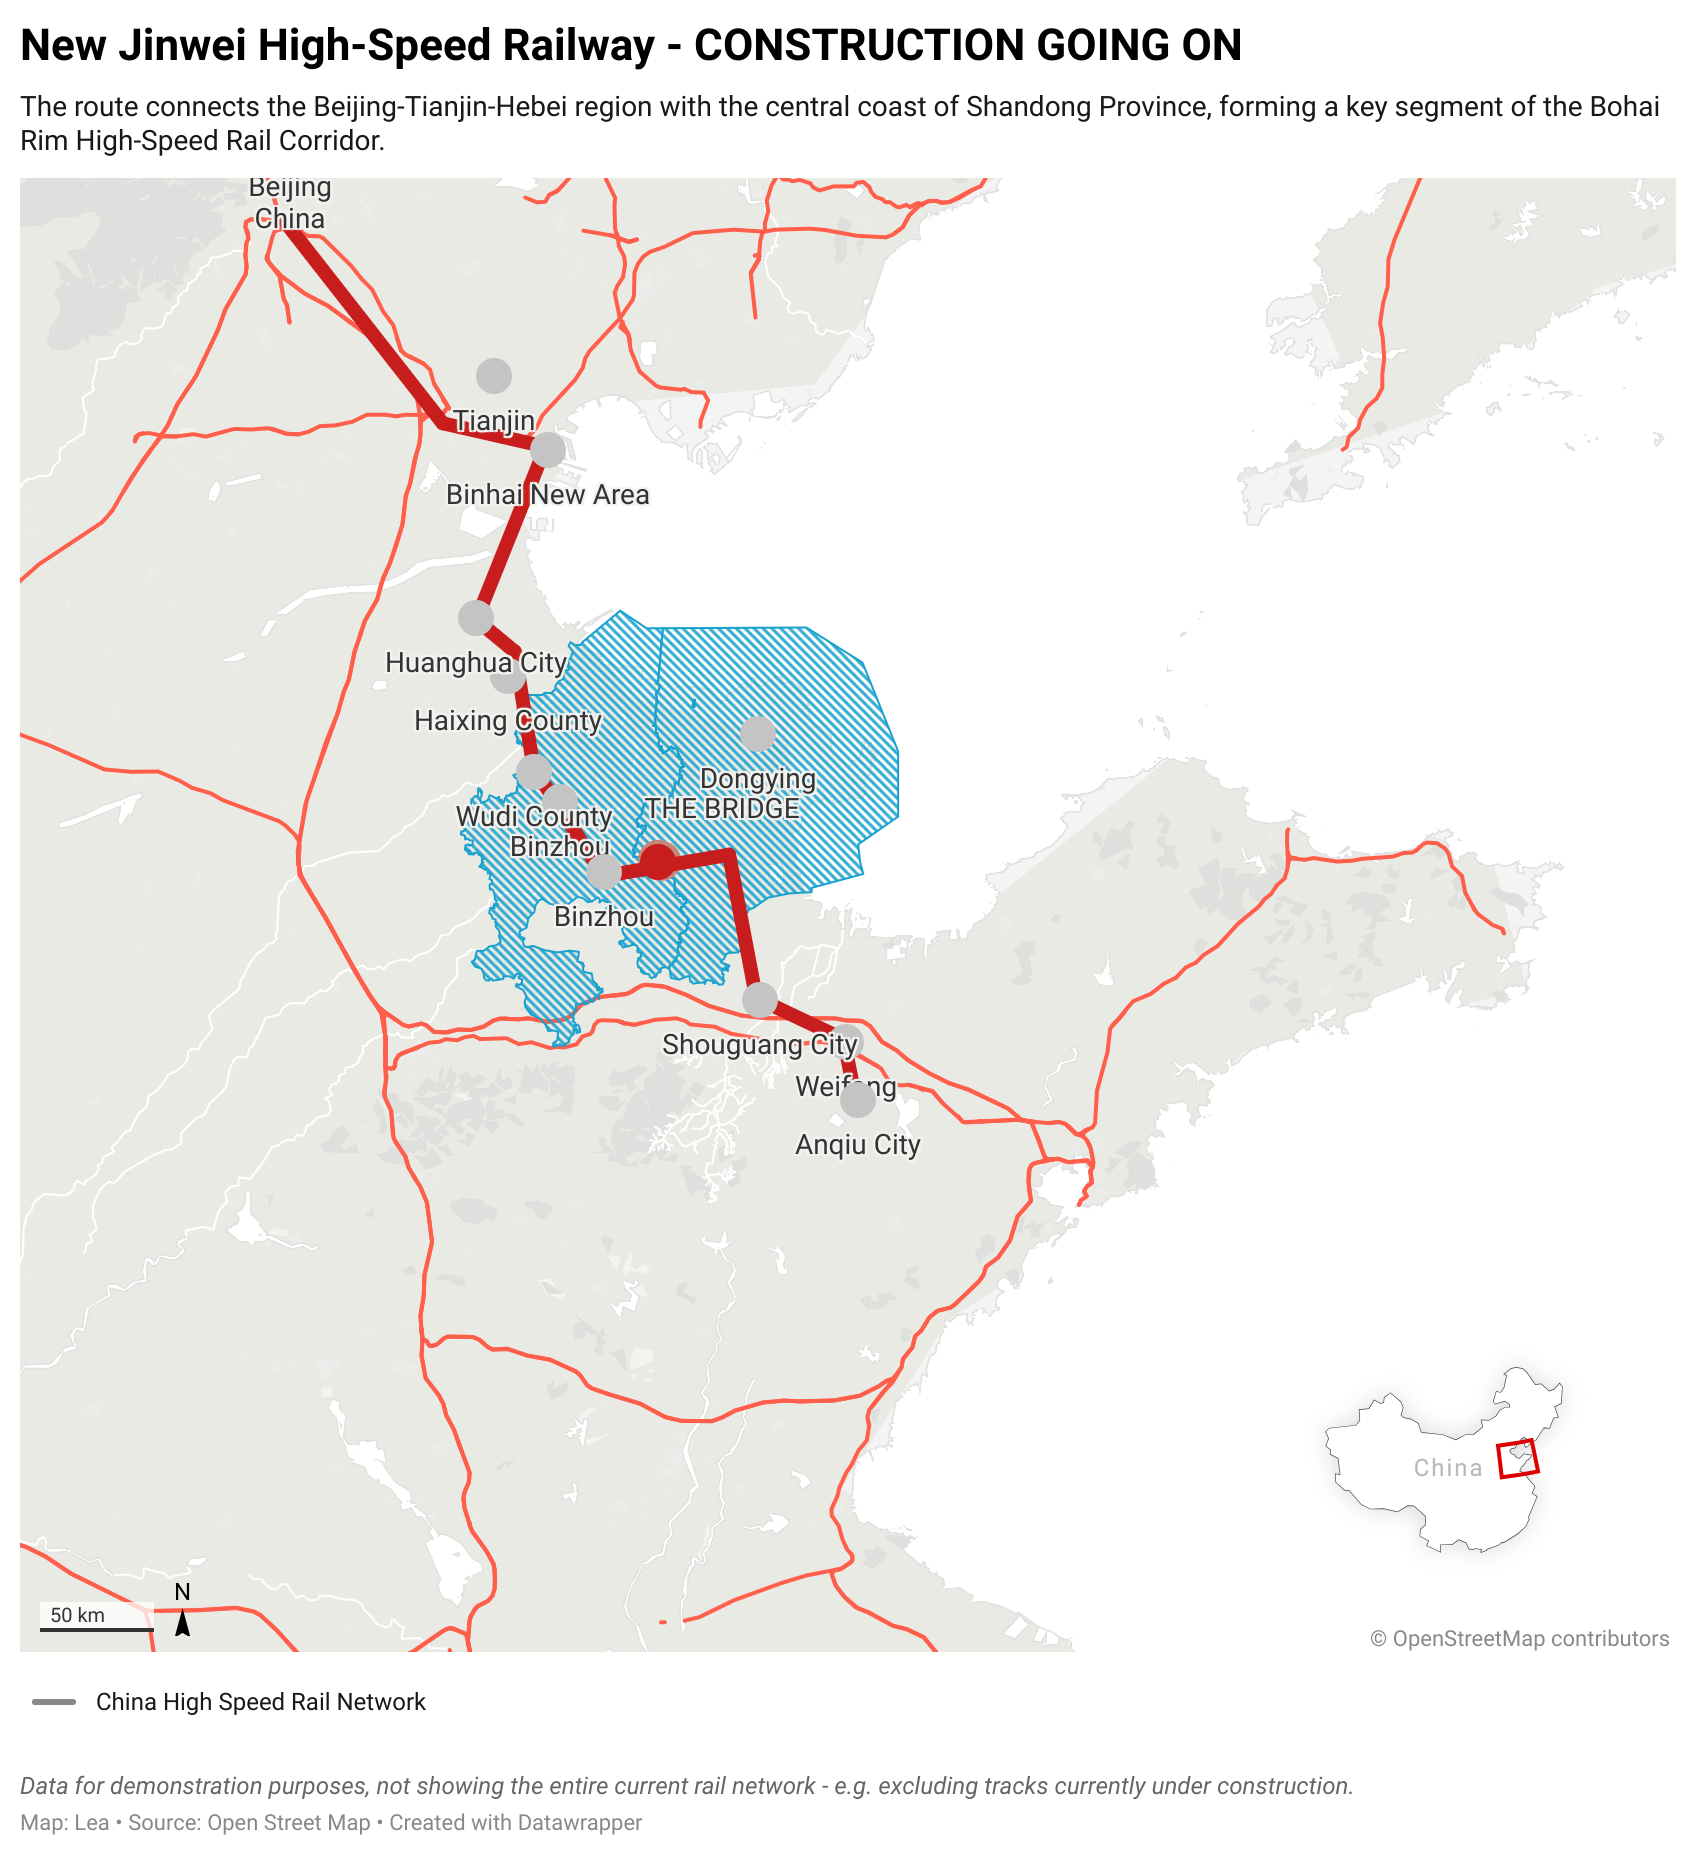 New Jinwei High-Speed Railway - CONSTRUCTION GOING ON
The route connects the Beijing-Tianjin-Hebei region with the central coast of Shandong Province, forming a key segment of the Bohai
Rim High-Speed Rail Corridor.
Beijing
China
Tianjin
Binhai New Area
Huanghua City
Haixing County
Dongying
THE BRIDGE
Wudi County
Binzhou
Binzhou
Shouguang City
Weifang
Anqiu City
China
N
50 km
© OpenStreetMap contributors
China High Speed Rail Network
Data for demonstration purposes, not showing the entire current rail network - e.g. excluding tracks currently under construction.
Map: Lea • Source: Open Street Map • Created with Datawrapper